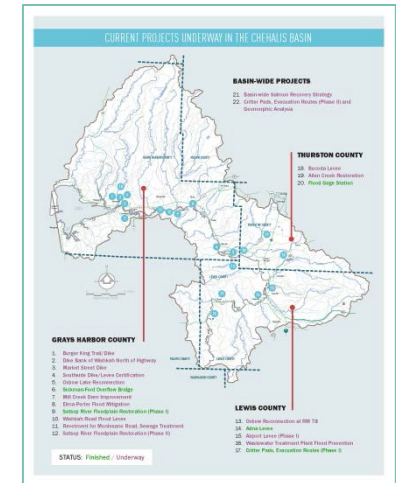 CURRENT PROJECTS UNDERWAY IN THE CHEHALIS BASIN
BASIN-WIDE PROJECTS
21. Basin-wide Salmon Recovery Strategy
22. Critter Pads, Evacuation Routes (Phase II) and
Geomorphic Analysis
THURSTON COUNTY
18. Bucoda Levee
19. Allen Creek Restoration
20. Flood Gage Station
GRAYS HARBOR COUNTY
1. Burger King Trail/Dike
2. Dike Bank of Wishkah North of Highway
3. Market Street Dike
4. Southside Dike/Levee Certification
5. Oxbow Lake Reconnection
6. Sickman-Ford Overflow Bridge
7. Mill Creek Dam Improvement
8. Elma Porter Flood Mitigation
9. Satsop River Floodplain Restoration (Phase I)
10. Wishkah Road Flood Levee
11. Revetment for Montesano Road, Sewage Treatment
12. Satsop River Floodplain Restoration (Phase II)
LEWIS COUNTY
13. Oxbow Reconnection at RM 78
14. Adna Levee
15. Airport Levee (Phase I)
16. Wastewater Treatment Plant Flood Prevention
17. Critter Pads, Evacuation Routes (Phase I)
STATUS: Finished / Underway